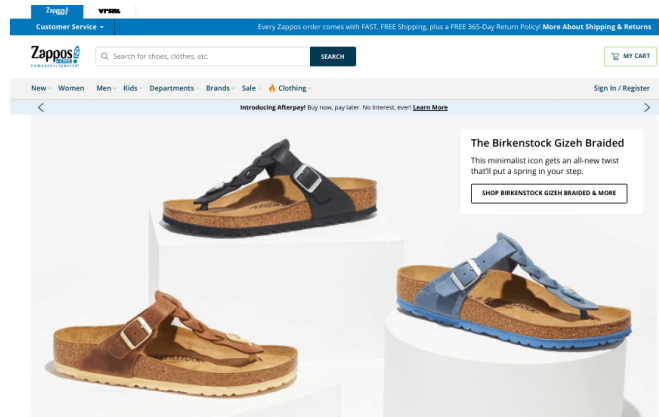 Zappos
VRSNL
Customer Service
Every Zappos order comes with FAST, FREE Shipping, plus a FREE 365-Day Return Policy! More About Shipping & Returns
Zappos
POWERED by SERVICE
Search for shoes, clothes, etc.
SEARCH
MY CART
New Women Men Kids Departments Brands Sale Clothing
Sign In / Register
Introducing Afterpay! Buy now, pay later. No Interest, ever! Learn More
The Birkenstock Gizeh Braided
This minimalist icon gets an all-new twist
that'll put a spring in your step.
SHOP BIRKENSTOCK GIZEH BRAIDED & MORE